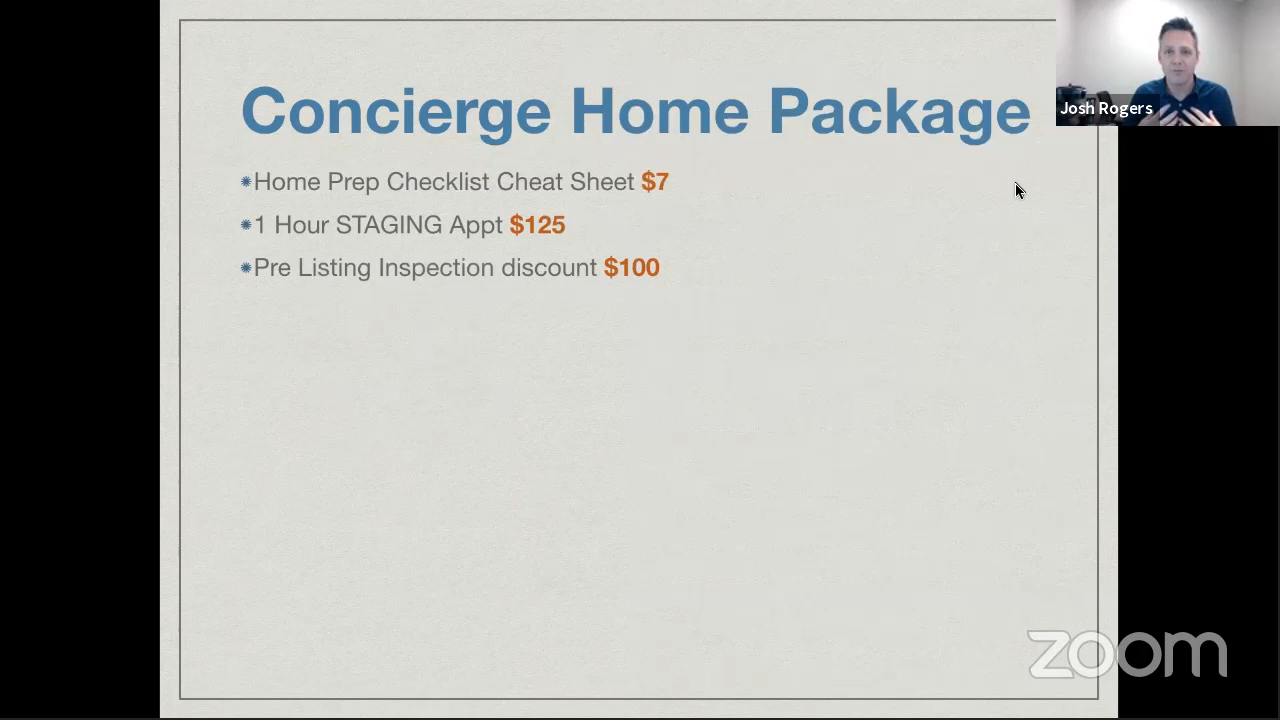 Concierge Home Package
Josh Rogers
Home Prep Checklist Cheat Sheet $7
1 Hour STAGING Appt $125
Pre Listing Inspection discount $100
zoom